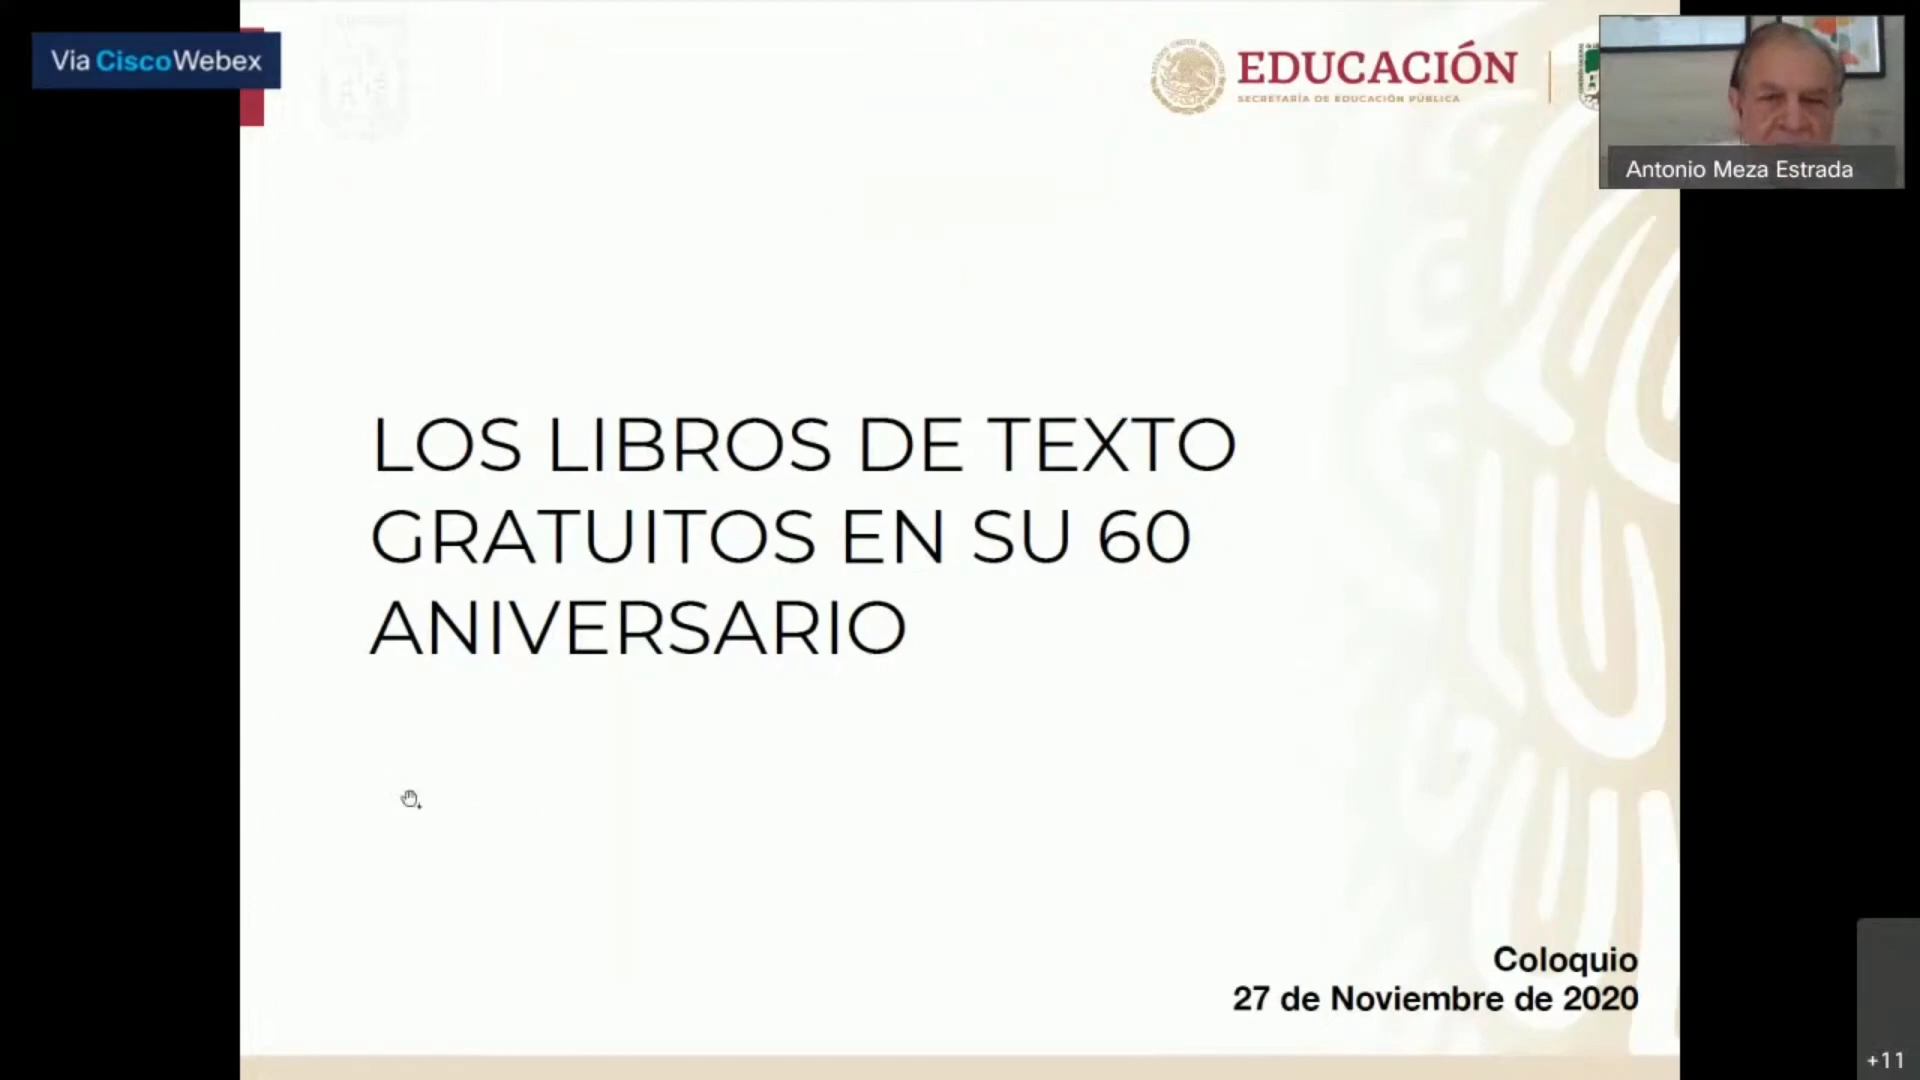 Via CiscoWebex
EDUCACIÓN
SECRETARÍA DE EDUCACIÓN PÚBLICA
Antonio Meza Estrada
LOS LIBROS DE TEXTO
GRATUITOS EN SU 60
ANIVERSARIO
Coloquio
27 de Noviembre de 2020
+11